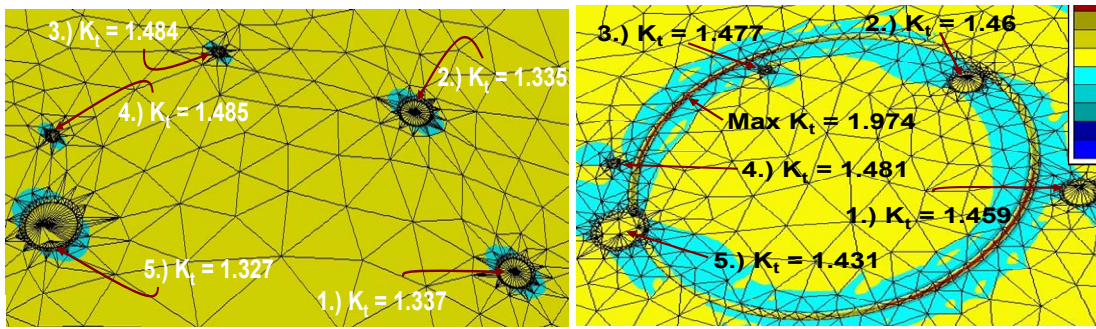 3.) Kt = 1.484
2.) Kt = 1.335
4.) Kt = 1.485
5.) Kt = 1.327
1.) Kt = 1.337
3.) Kt = 1.477
2.) Kt = 1.46
Max Kt = 1.974
4.) Kt = 1.481
1.) Kt = 1.459
5.) Kt = 1.431